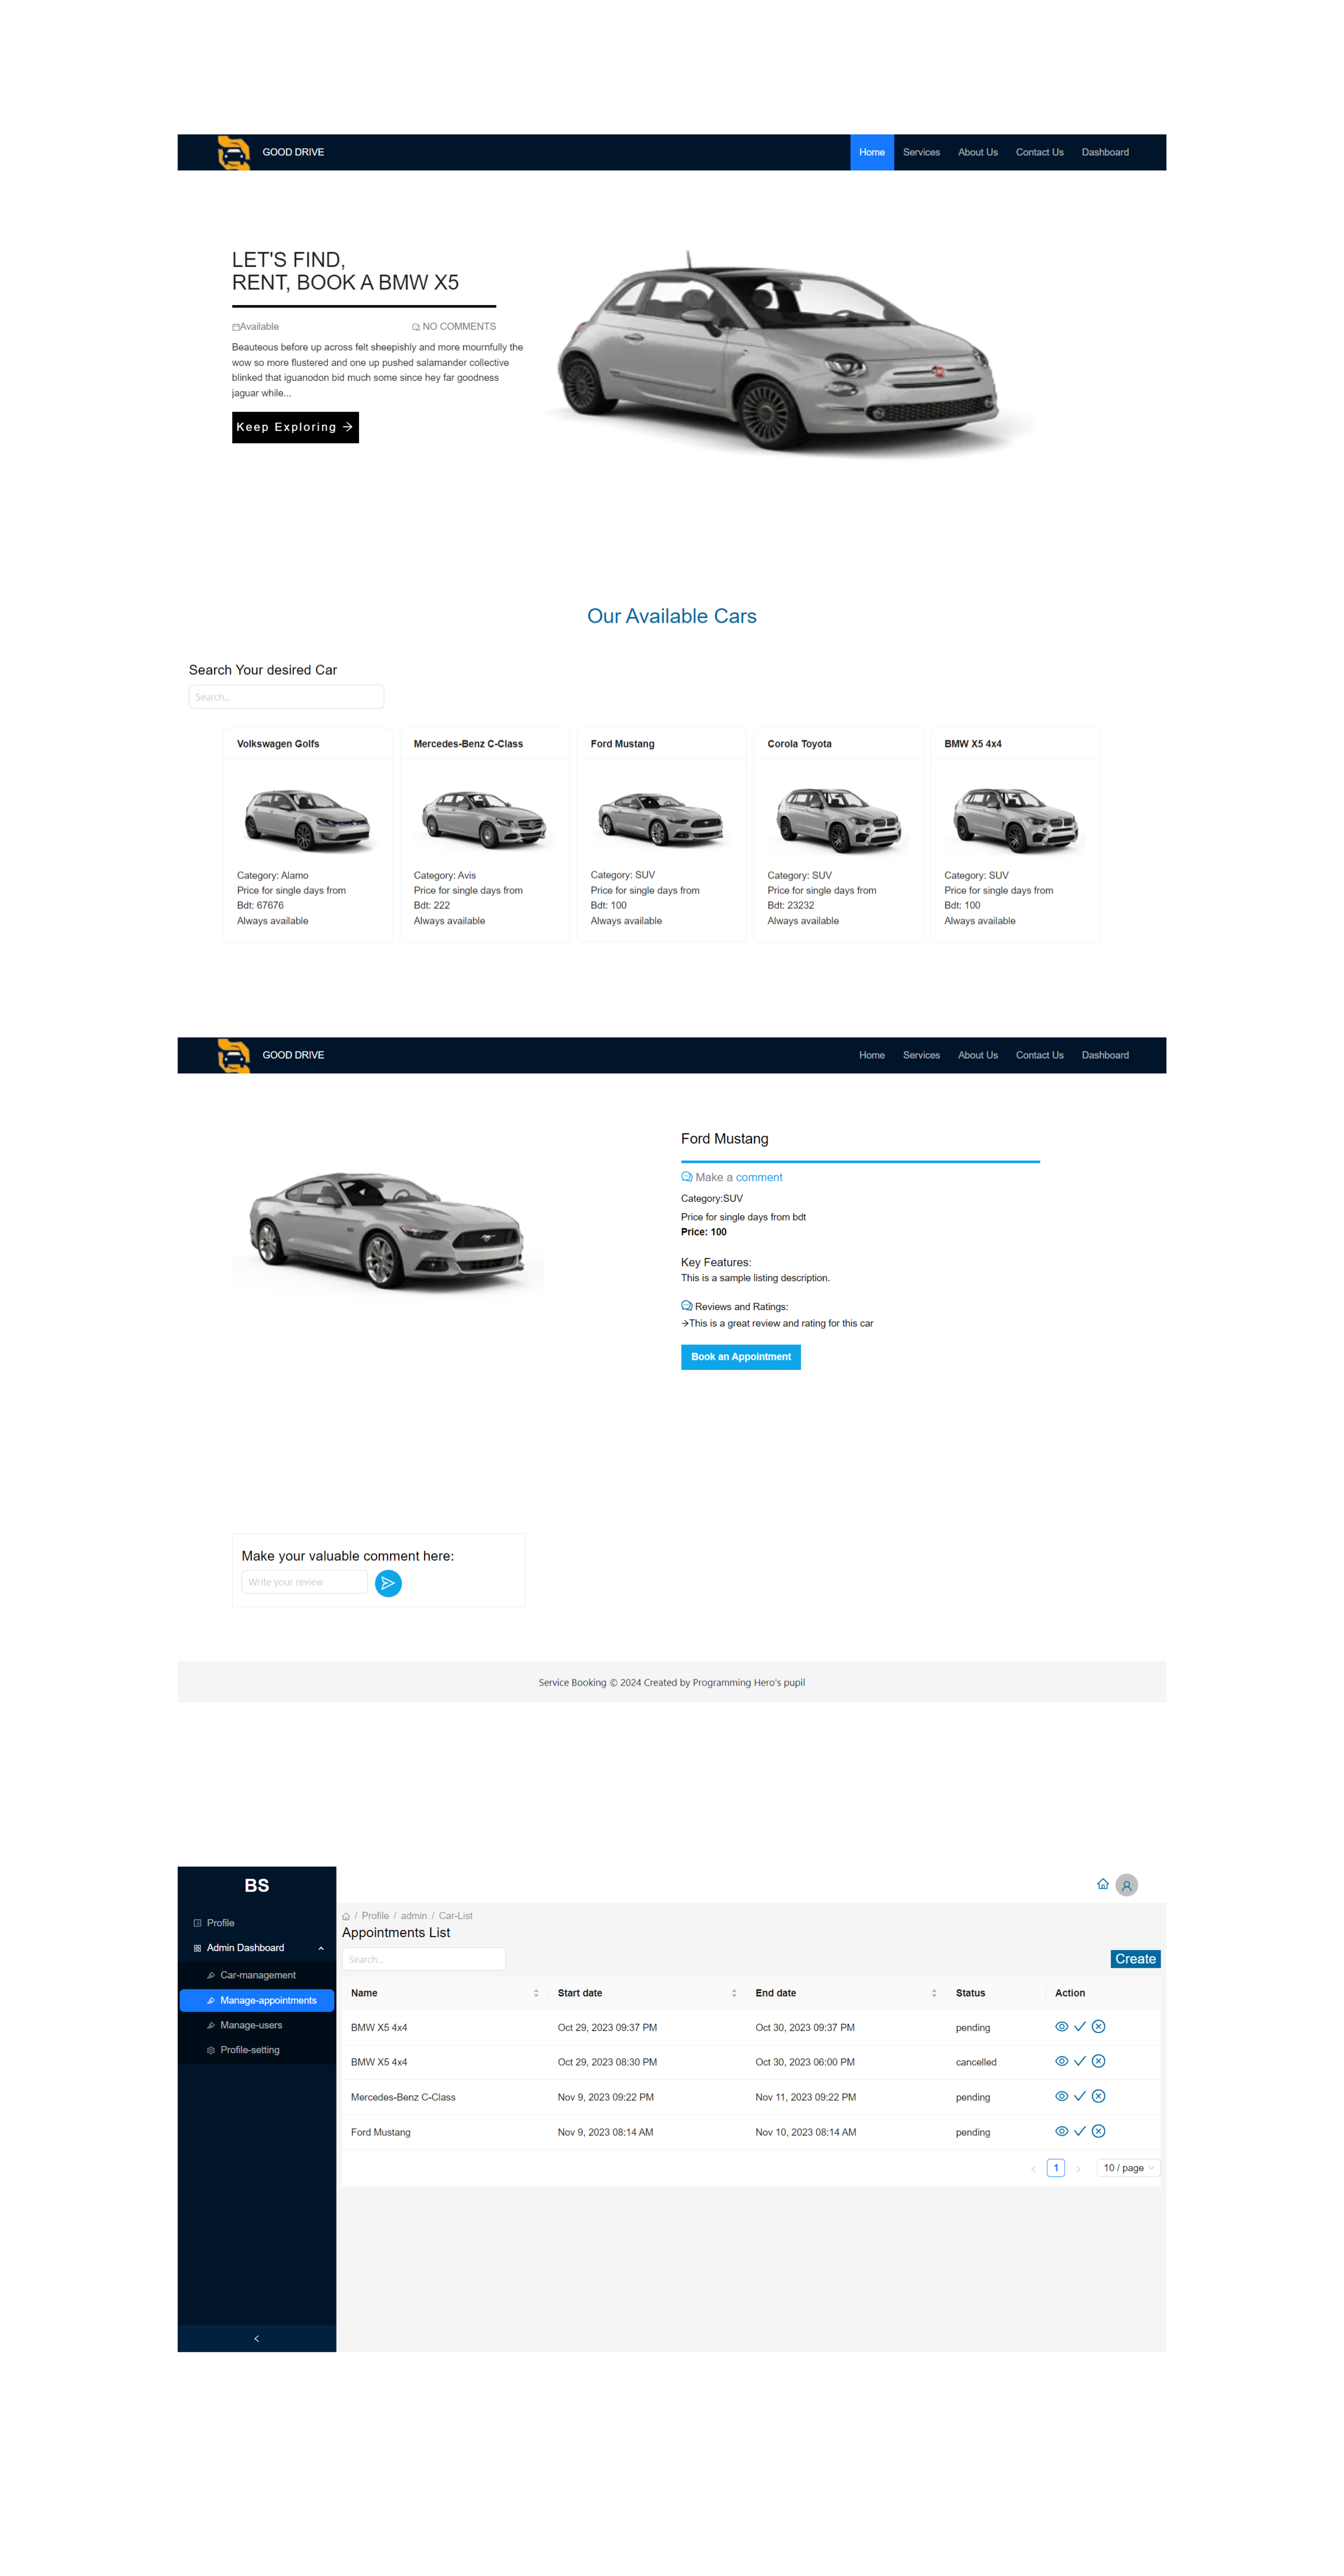 GOOD DRIVE
Home Services About Us Contact Us Dashboard
LET'S FIND,
RENT, BOOK A BMW X5
Available NO COMMENTS
Beauteous before up across felt sheepishly and more mournfully the
wow so more flustered and one up pushed salamander collective
blinked that iguanodon bid much some since hey far goodness
jaguar while...
Keep Exploring →
Our Available Cars
Search Your desired Car
Search...
Volkswagen Golfs
Category: Alamo
Price for single days from
Bdt: 67676
Always available
Mercedes-Benz C-Class
Category: Avis
Price for single days from
Bdt: 222
Always available
Ford Mustang
Category: SUV
Price for single days from
Bdt: 100
Always available
Corola Toyota
Category: SUV
Price for single days from
Bdt: 23232
Always available
BMW X5 4x4
Category: SUV
Price for single days from
Bdt: 100
Always available
GOOD DRIVE
Home Services About Us Contact Us Dashboard
Ford Mustang
Make a comment
Category:SUV
Price for single days from bdt
Price: 100
Key Features:
This is a sample listing description.
Reviews and Ratings:
→This is a great review and rating for this car
Book an Appointment
Make your valuable comment here:
Write your review
Service Booking © 2024 Created by Programming Hero's pupil
BS
Profile
Admin Dashboard
Car-management
Manage-appointments
Manage-users
Profile-setting
/ Profile / admin / Car-List
Appointments List
Search...
Create
Name Start date End date Status Action
BMW X5 4x4 Oct 29, 2023 09:37 PM Oct 30, 2023 09:37 PM pending
BMW X5 4x4 Oct 29, 2023 08:30 PM Oct 30, 2023 06:00 PM cancelled
Mercedes-Benz C-Class Nov 9, 2023 09:22 PM Nov 11, 2023 09:22 PM pending
Ford Mustang Nov 9, 2023 08:14 AM Nov 10, 2023 08:14 AM pending
< 1 > 10 / page